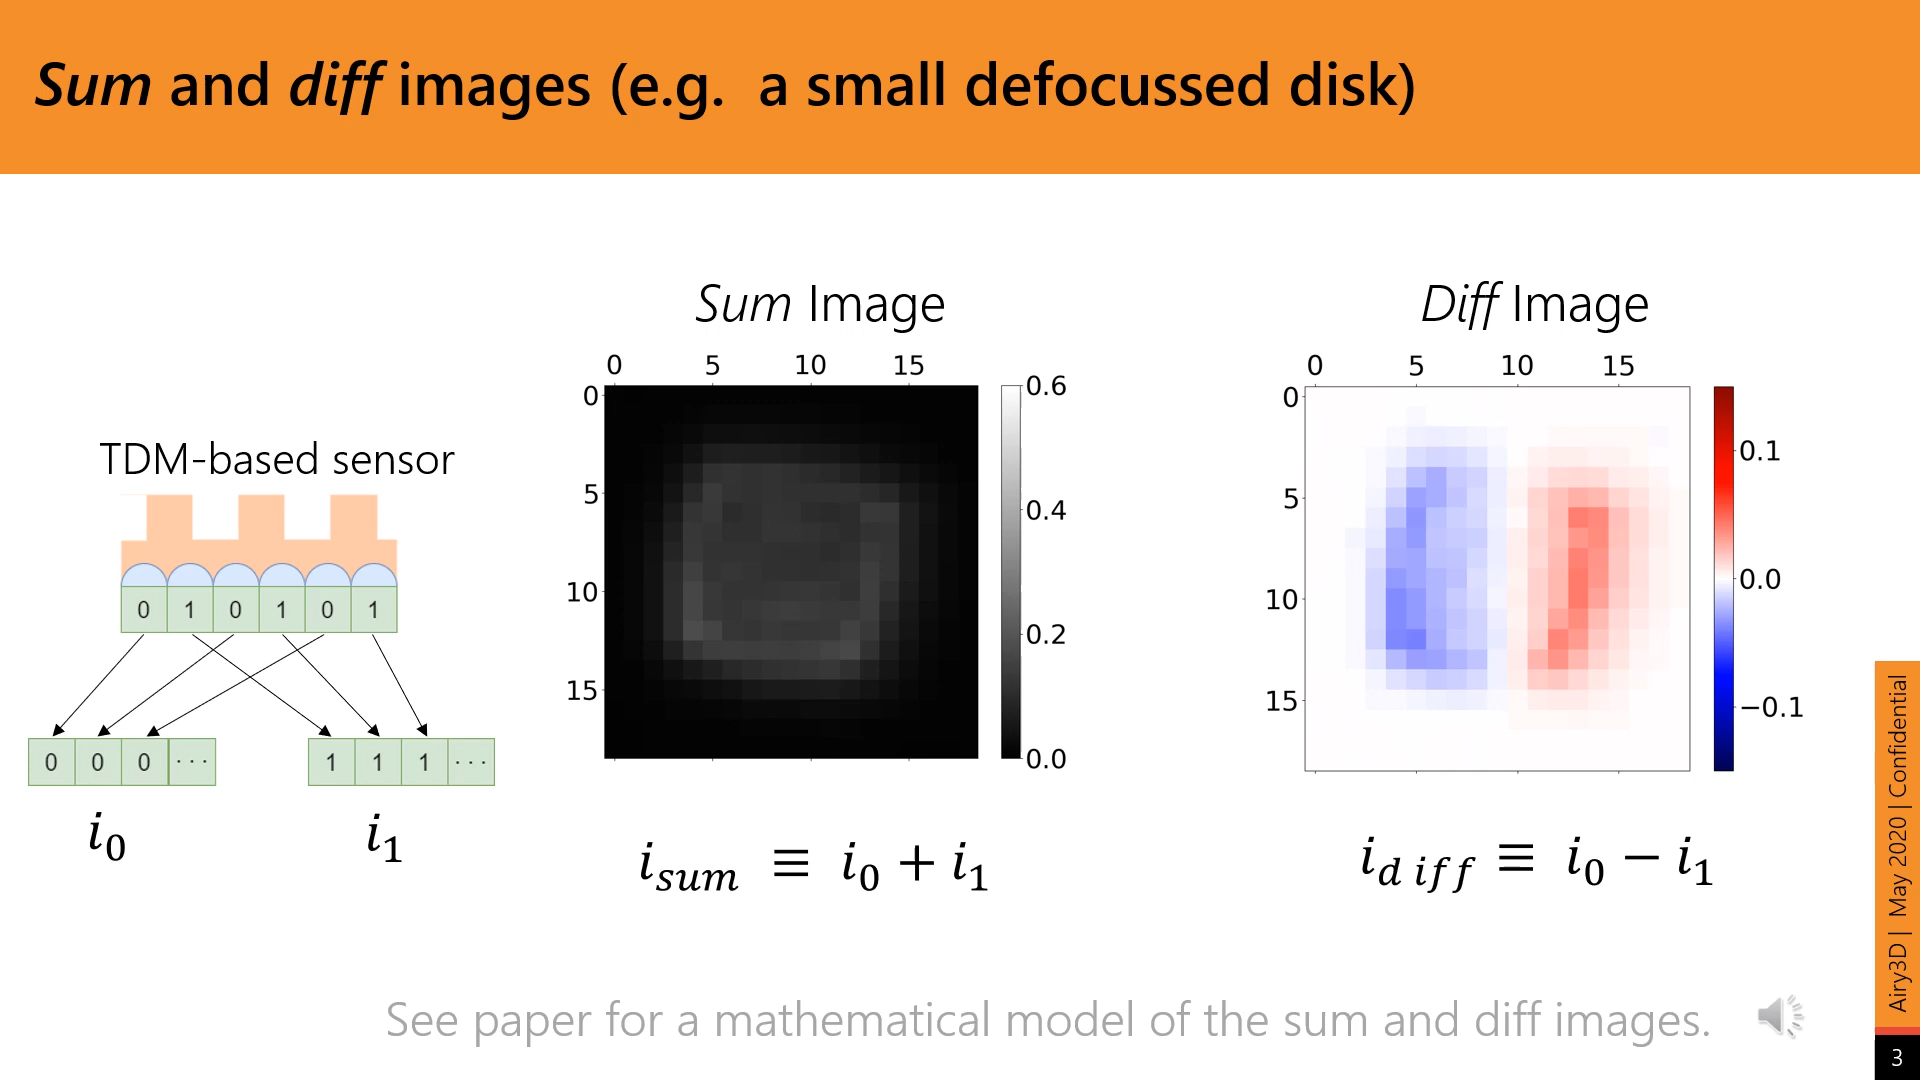 Sum and diff images (e.g. a small defocussed disk)
TDM-based sensor
0 1 0 1 0 1
0 0 0 ···
1 1 1 ···
i0
i1
Sum Image
0 5 10 15
0
5
10
15
0.6
0.4
0.2
0.0
isum ≡ i0 + i1
Diff Image
0 5 10 15
0
5
10
15
0.1
0.0
−0.1
id iff ≡ i0 − i1
See paper for a mathematical model of the sum and diff images.
Airy3D | May 2020 | Confidential
3